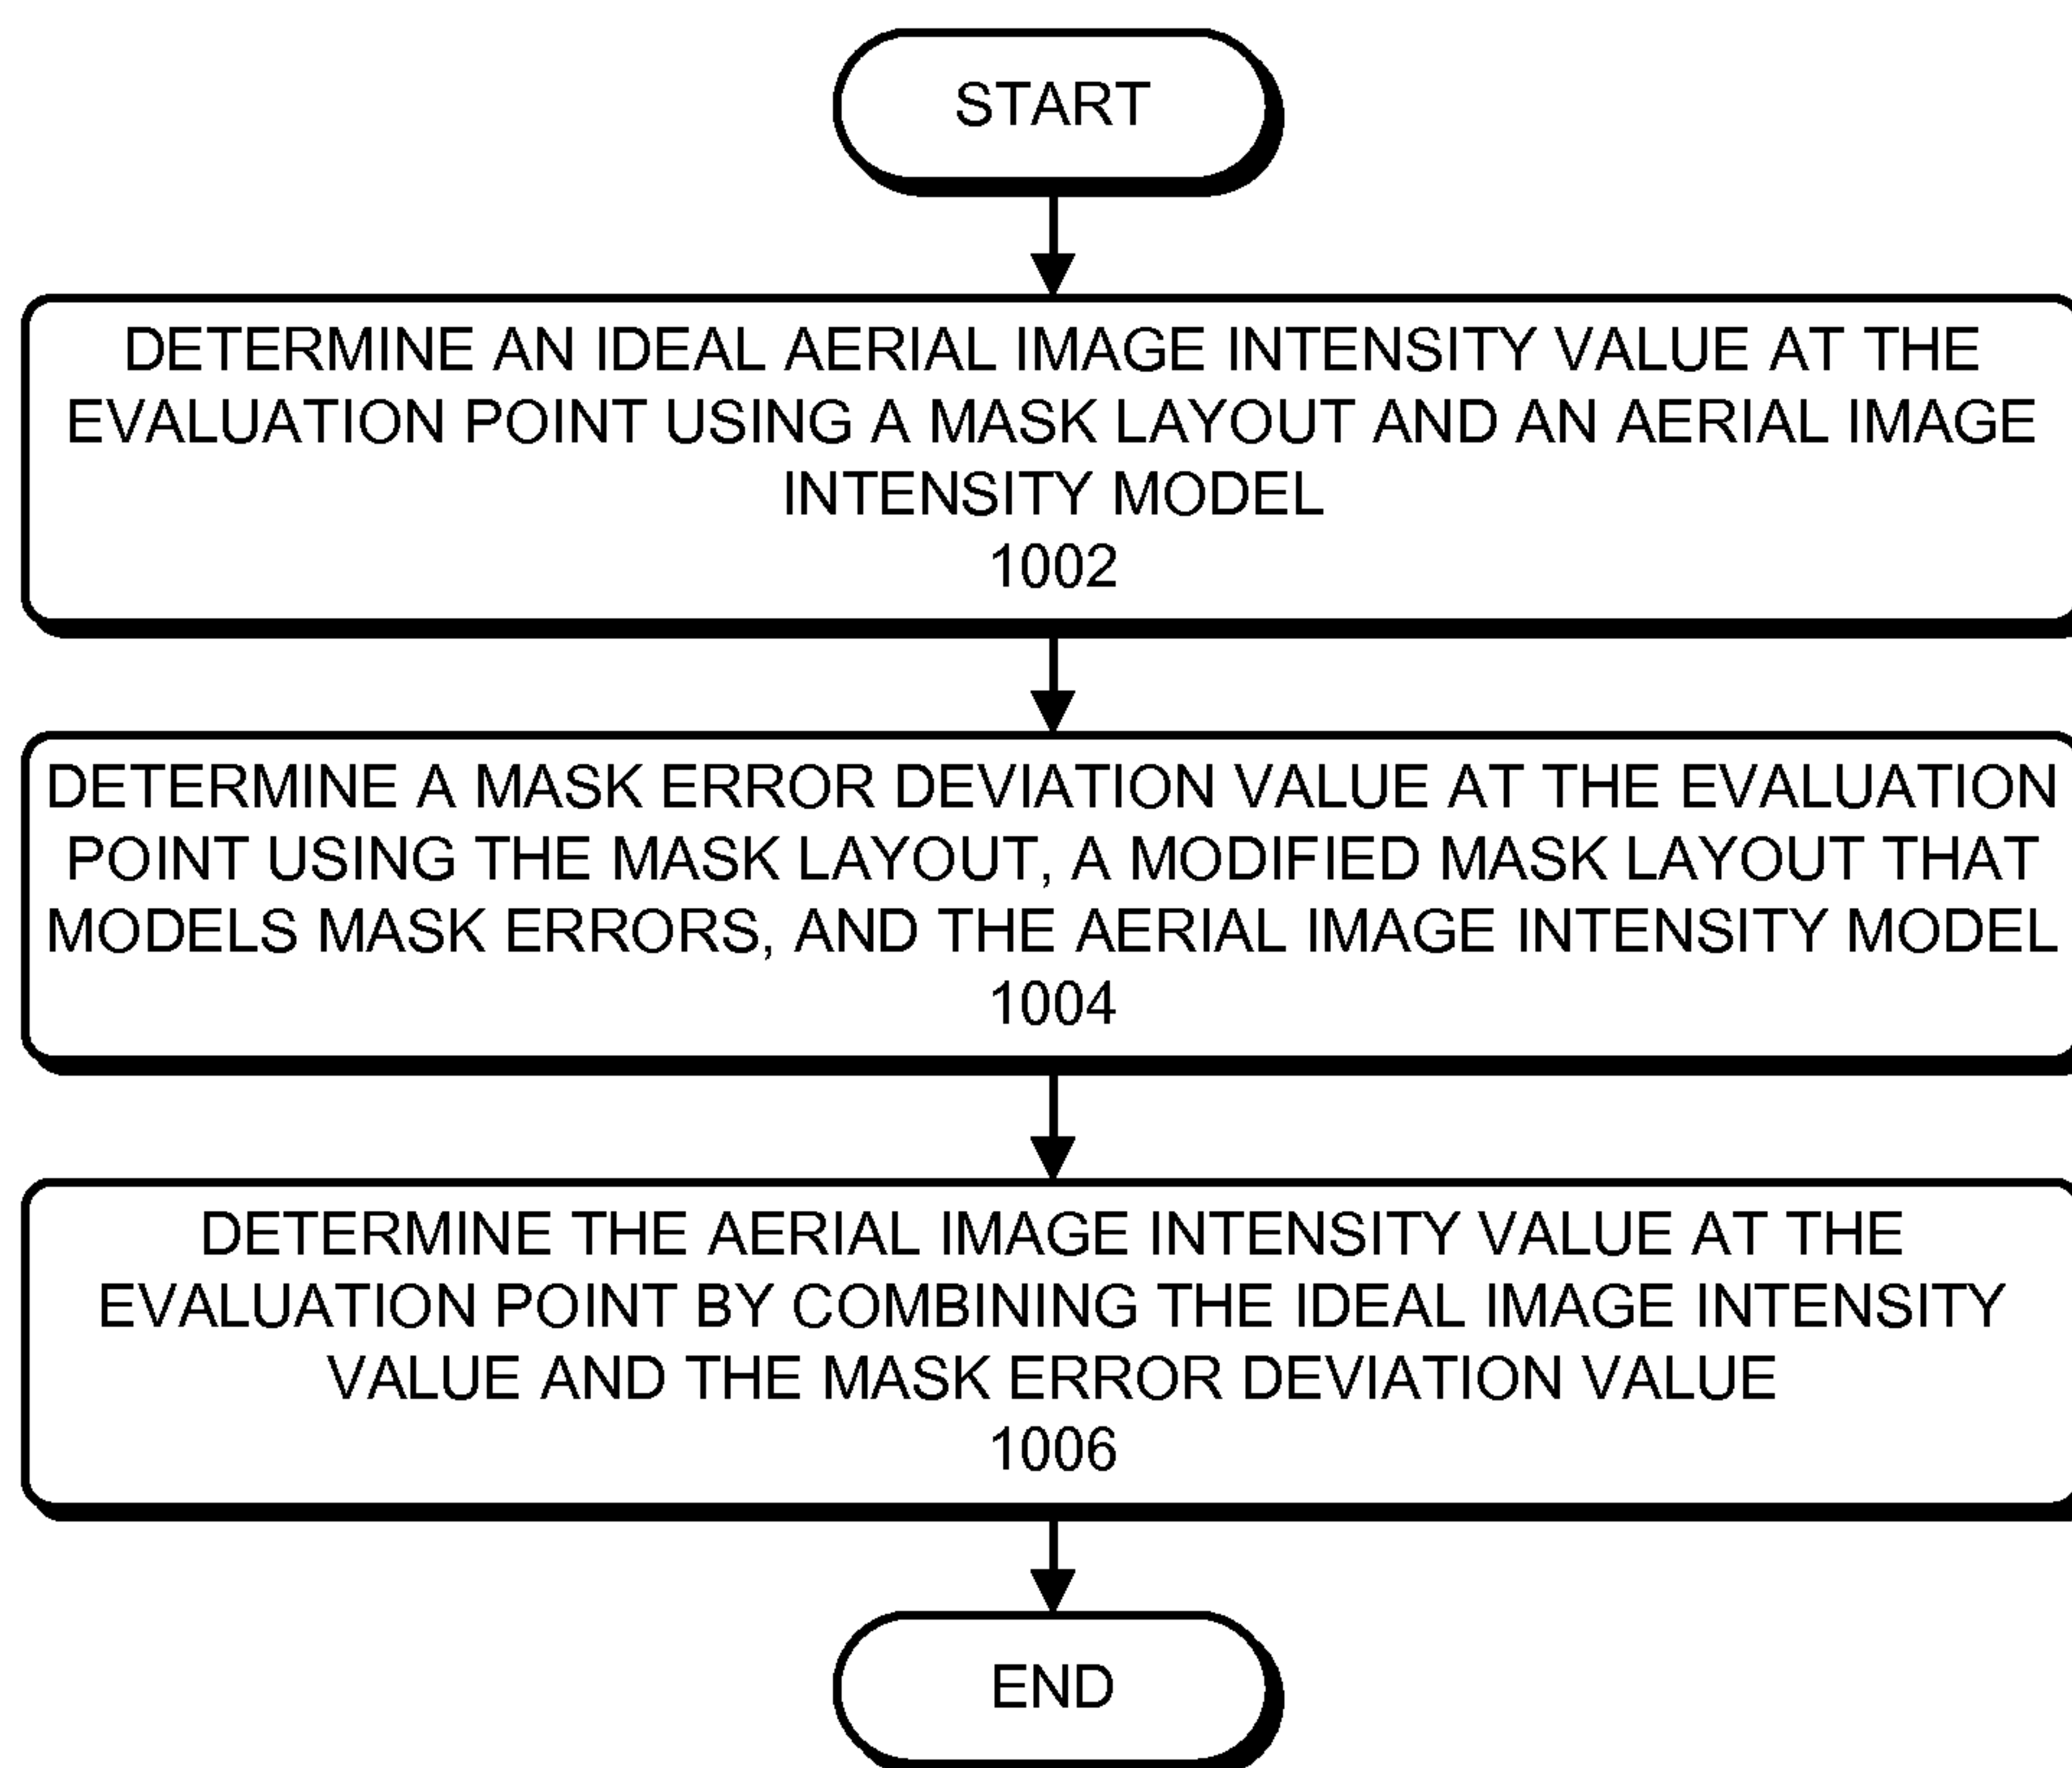 START
DETERMINE AN IDEAL AERIAL IMAGE INTENSITY VALUE AT THE
EVALUATION POINT USING A MASK LAYOUT AND AN AERIAL IMAGE
INTENSITY MODEL
1002
DETERMINE A MASK ERROR DEVIATION VALUE AT THE EVALUATION
POINT USING THE MASK LAYOUT, A MODIFIED MASK LAYOUT THAT
MODELS MASK ERRORS, AND THE AERIAL IMAGE INTENSITY MODEL
1004
DETERMINE THE AERIAL IMAGE INTENSITY VALUE AT THE
EVALUATION POINT BY COMBINING THE IDEAL IMAGE INTENSITY
VALUE AND THE MASK ERROR DEVIATION VALUE
1006
END